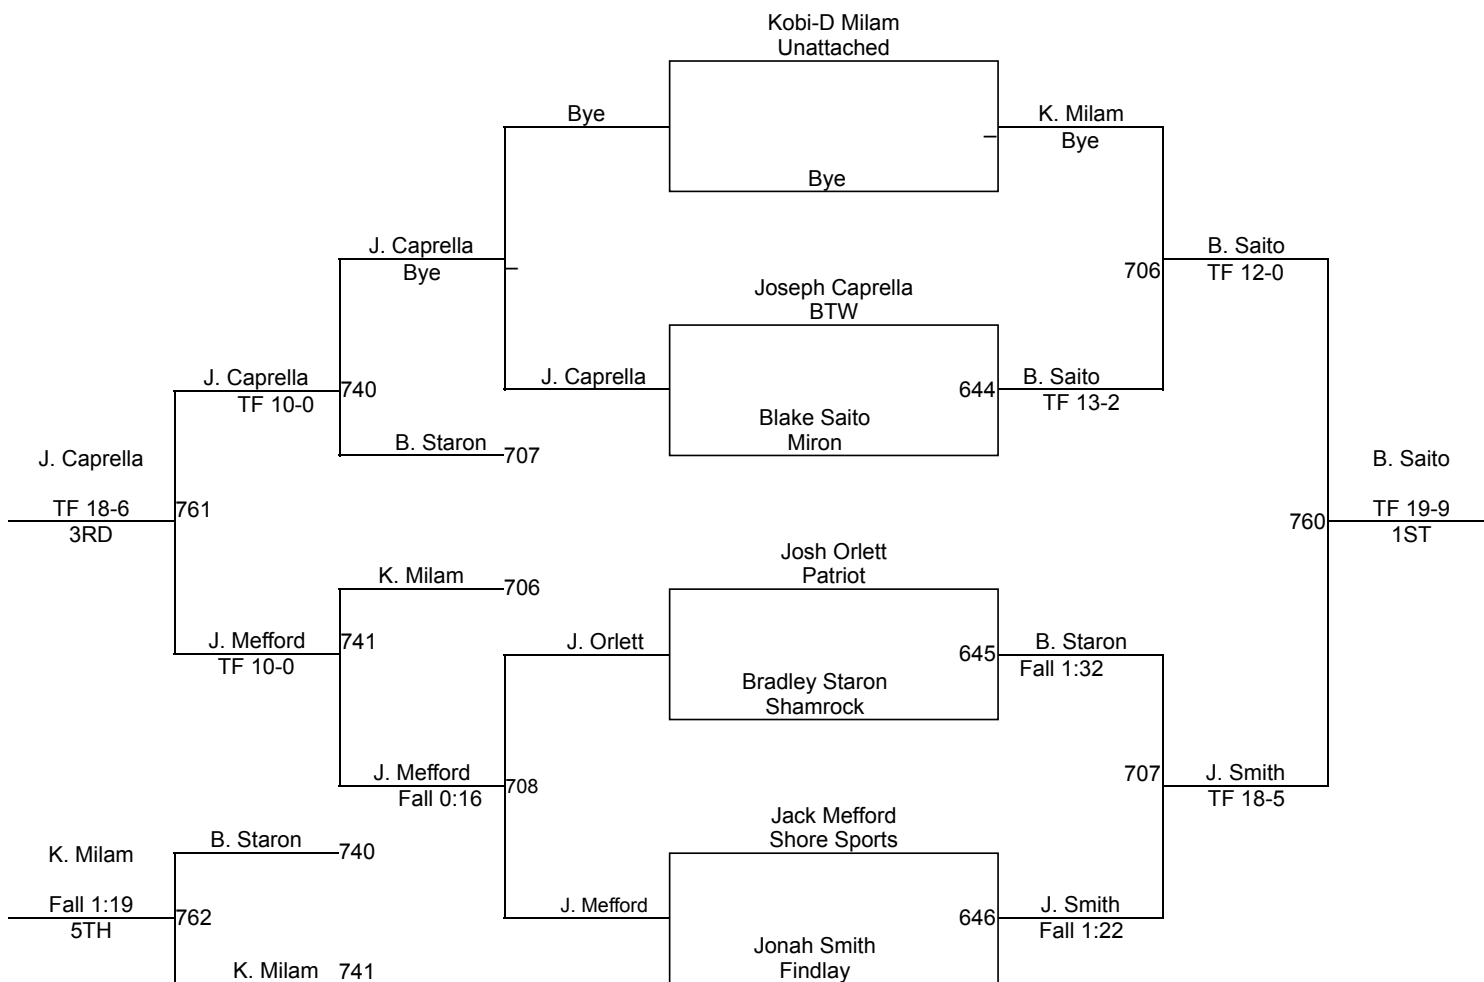 Kobi-D Milam
Unattached
Bye
K. Milam
Bye
Bye
J. Caprella
Bye
B. Saito
TF 12-0
706
Joseph Caprella
BTW
J. Caprella
TF 10-0
740
J. Caprella
644
B. Saito
TF 13-2
Blake Saito
Miron
B. Staron
707
J. Caprella
TF 18-6
3RD
761
B. Saito
TF 19-9
1ST
760
Josh Orlett
Patriot
K. Milam
706
J. Mefford
TF 10-0
741
J. Orlett
645
B. Staron
Fall 1:32
Bradley Staron
Shamrock
J. Mefford
Fall 0:16
708
707
J. Smith
TF 18-5
Jack Mefford
Shore Sports
B. Staron
740
K. Milam
Fall 1:19
5TH
762
J. Mefford
646
J. Smith
Fall 1:22
Jonah Smith
Findlay
K. Milam
741